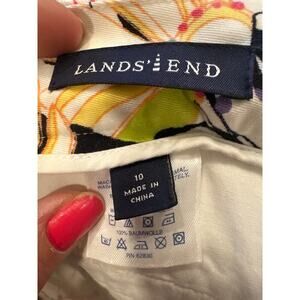 LANDS' END
10
MADE IN
CHINA
100% BAUMWOLLE